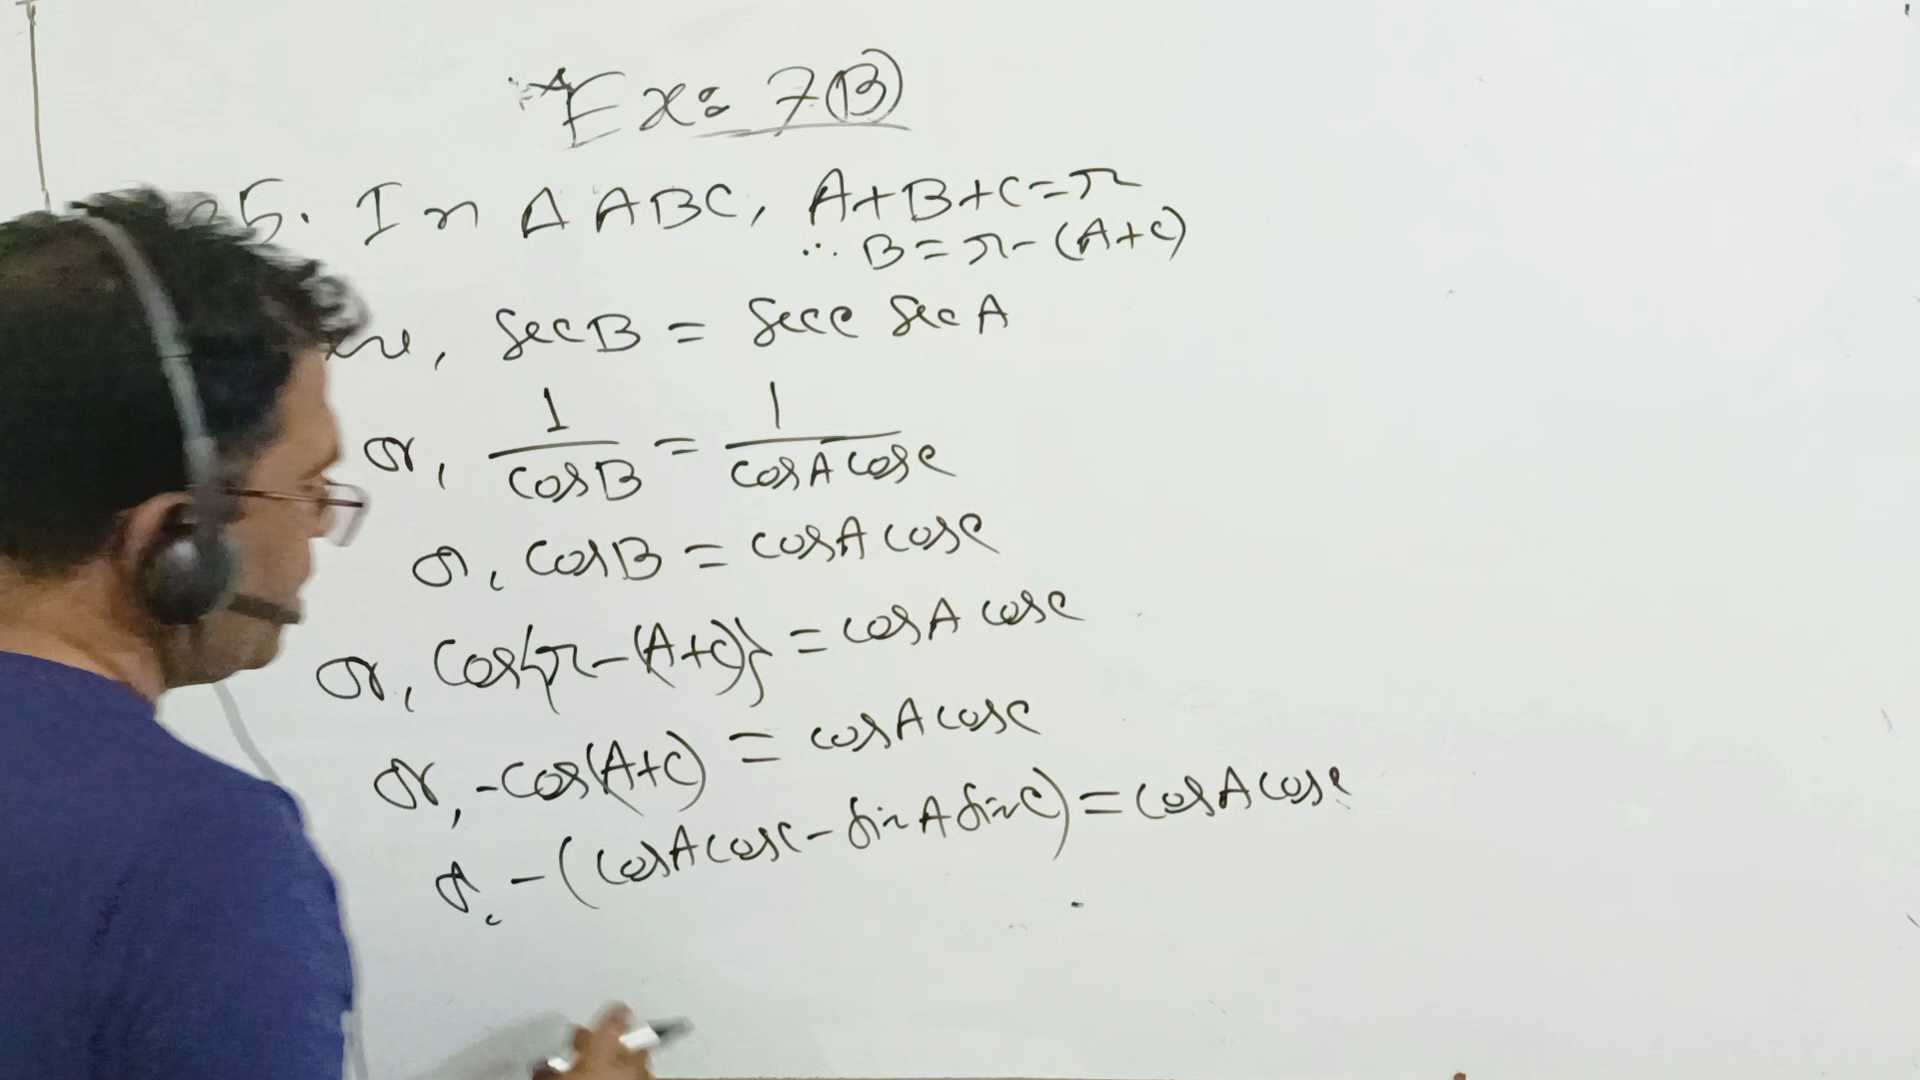 Ex: 7(B)
5. In Δ ABC, A+B+C=π
∴ B=π-(A+C)
secB = secC secA
or, 1/cosB = 1/cosA cosC
or, cosB = cosA cosC
or, cos{π-(A+C)} = cosA cosC
or, -cos(A+C) = cosA cosC
or, -(cosA cosC - sinA sinC) = cosA cosC